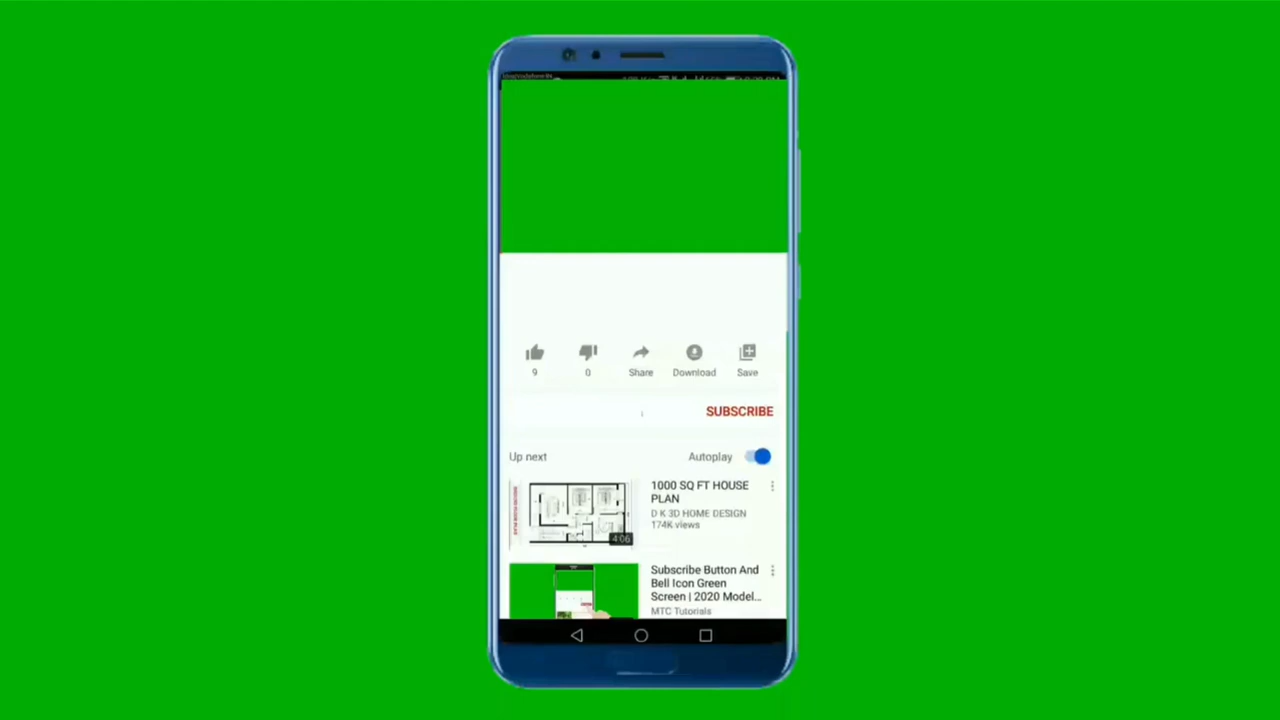 9
0
Share
Download
Save
SUBSCRIBE
Up next
Autoplay
1000 SQ FT HOUSE
PLAN
D K 3D HOME DESIGN
174K views
4:06
Subscribe Button And
Bell Icon Green
Screen | 2020 Model...
MTC Tutorials